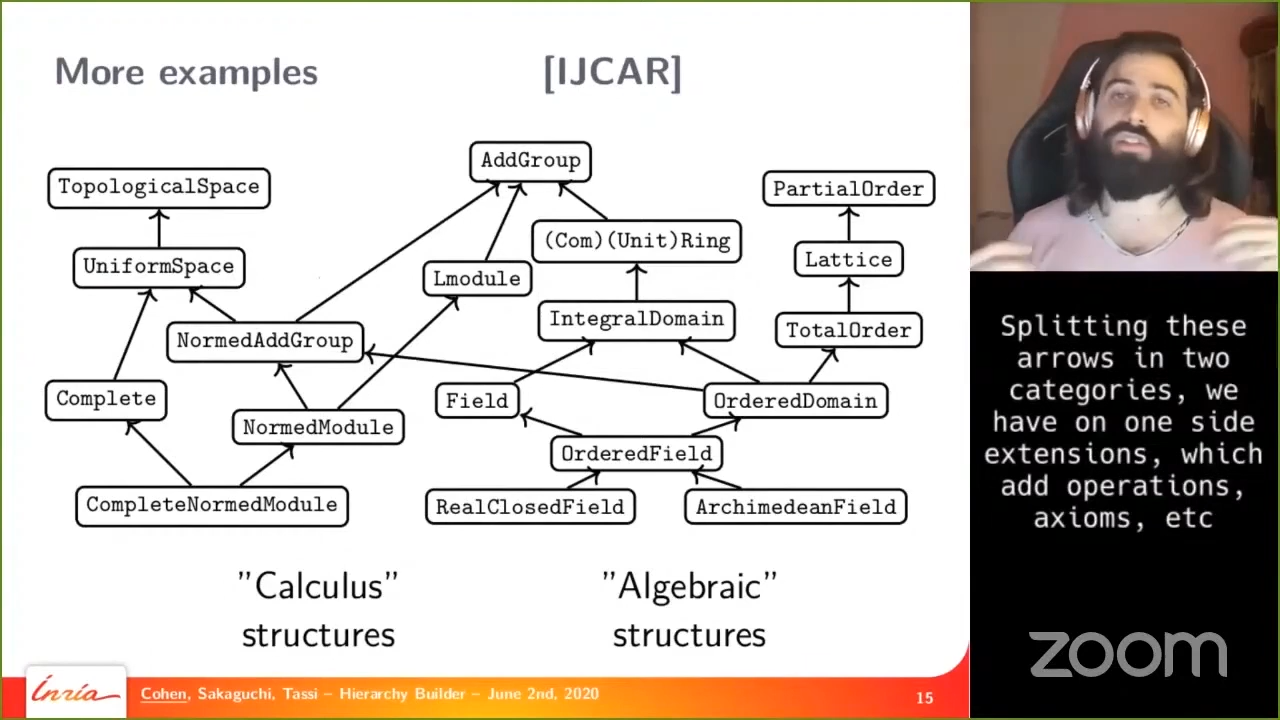 More examples [IJCAR]
AddGroup
TopologicalSpace
PartialOrder
(Com)(Unit)Ring
UniformSpace
Lattice
Lmodule
IntegralDomain
TotalOrder
NormedAddGroup
Complete
Field
OrderedDomain
NormedModule
OrderedField
CompleteNormedModule
RealClosedField
ArchimedeanField
"Calculus"
structures
"Algebraic"
structures
Inria
Cohen, Sakaguchi, Tassi – Hierarchy Builder – June 2nd, 2020
15
Splitting these
arrows in two
categories, we
have on one side
extensions, which
add operations,
axioms, etc
zoom